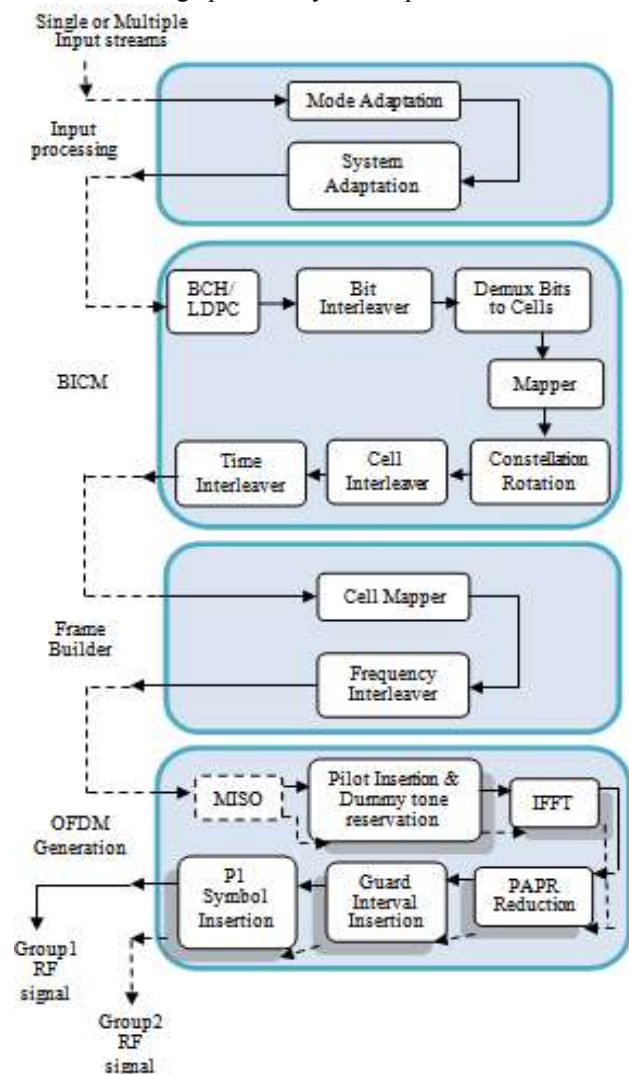 Single or Multiple
Input streams
Mode Adaptation
Input
processing
System
Adaptation
BCH/
LDPC
Bit
Interleaver
Demux Bits
to Cells
BICM
Mapper
Time
Interleaver
Cell
Interleaver
Constellation
Rotation
Cell Mapper
Frame
Builder
Frequency
Interleaver
MISO
Pilot Insertion &
Dummy tone
reservation
IFFT
OFDM
Generation
P1
Symbol
Insertion
Guard
Interval
Insertion
PAPR
Reduction
Group1
RF
signal
Group2
RF
signal